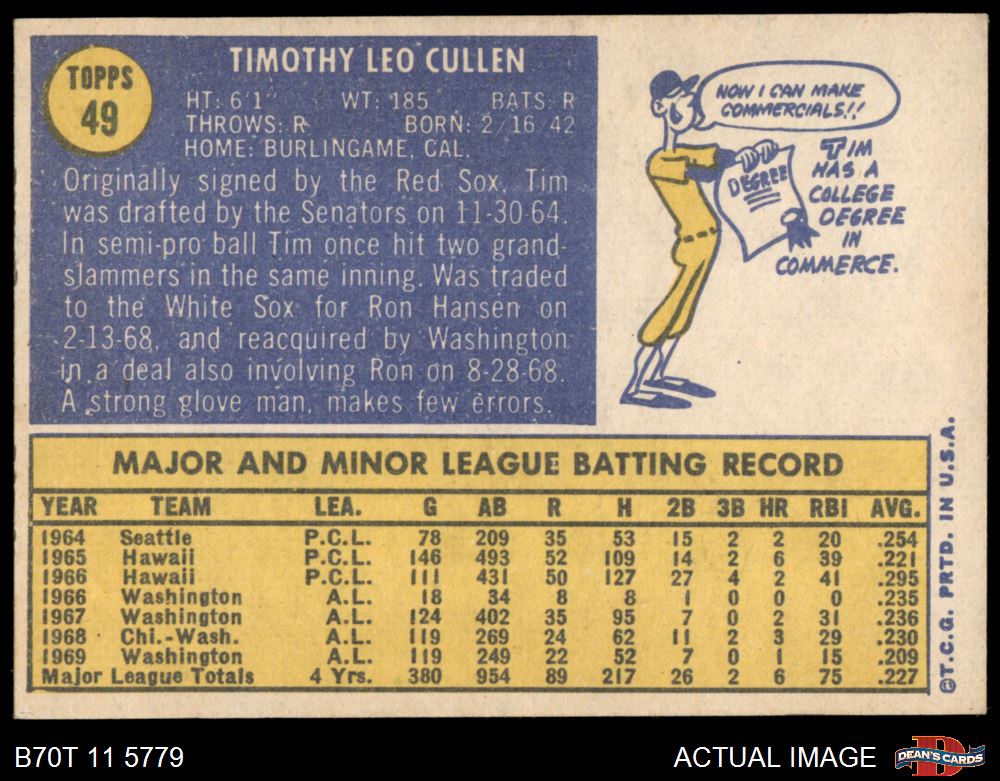 TOPPS
49
TIMOTHY LEO CULLEN
HT: 6'1" WT: 185 BATS: R
THROWS: R BORN: 2/16/42
HOME: BURLINGAME, CAL.
Originally signed by the Red Sox, Tim
was drafted by the Senators on 11-30-64.
In semi-pro ball Tim once hit two grand-
slammers in the same inning. Was traded
to the White Sox for Ron Hansen on
2-13-68, and reacquired by Washington
in a deal also involving Ron on 8-28-68.
A strong glove man, makes few errors.
NOW I CAN MAKE
COMMERCIALS!!
DEGREE
TIM
HAS A
COLLEGE
DEGREE
IN
COMMERCE.
MAJOR AND MINOR LEAGUE BATTING RECORD
YEAR TEAM LEA. G AB R H 2B 3B HR RBI AVG.
1964 Seattle P.C.L. 78 209 35 53 15 2 2 20 .254
1965 Hawaii P.C.L. 146 493 52 109 14 2 6 39 .221
1966 Hawaii P.C.L. 111 431 50 127 27 4 2 41 .295
1966 Washington A.L. 18 34 8 8 1 0 0 0 .235
1967 Washington A.L. 124 402 35 95 7 0 2 31 .236
1968 Chi.-Wash. A.L. 119 269 24 62 11 2 3 29 .230
1969 Washington A.L. 119 249 22 52 7 0 1 15 .209
Major League Totals 4 Yrs. 380 954 89 217 26 2 6 75 .227
©T.C.G. PRTD. IN U.S.A.
B70T 11 5779
ACTUAL IMAGE
D
DEAN'S CARDS